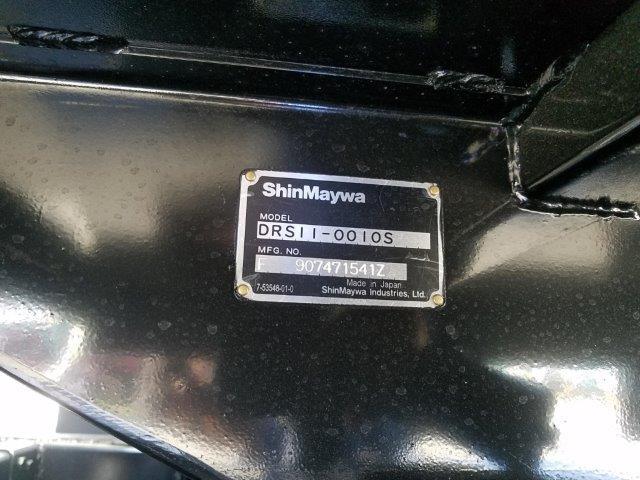 ShinMaywa
MODEL
DRS11-0010S
MFG. NO.
F 907471541Z
Made in Japan
7-53548-01-0
ShinMaywa Industries, Ltd.